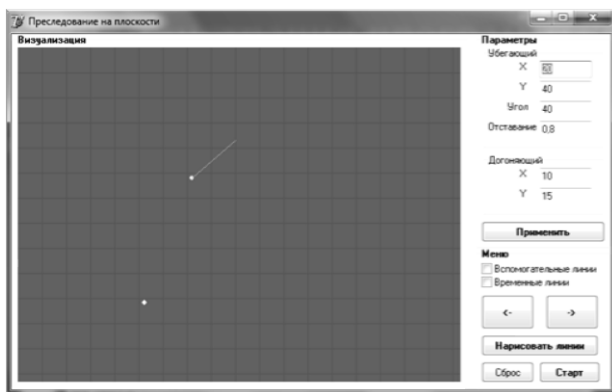 Преследование на плоскости
Визуализация
Параметры
Убегающий
X
Y 40
Угол 40
Отставание 0,8
Догоняющий
X 10
Y 15
Применить
Меню
Вспомогательные линии
Временные линии
<- ->
Нарисовать линии
Сброс Старт